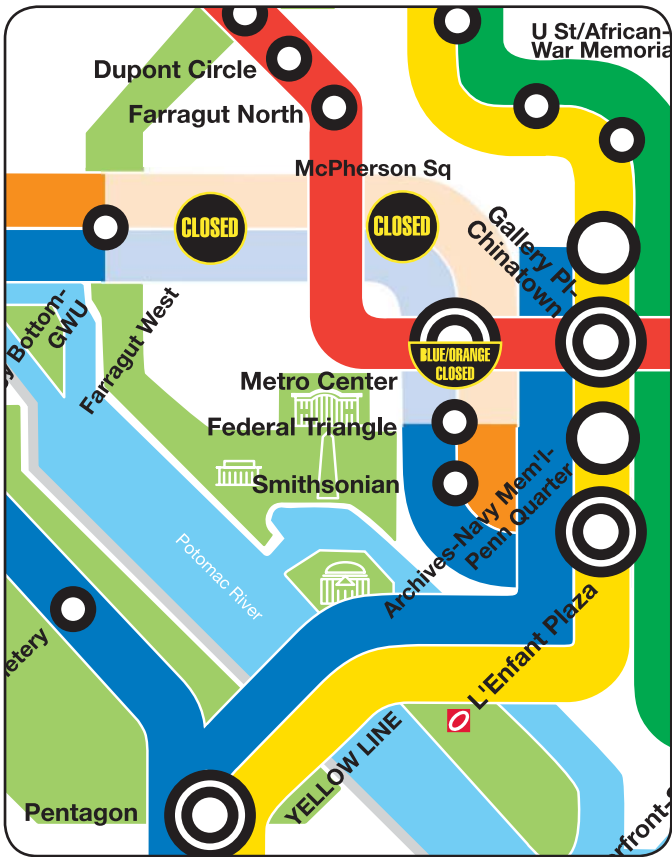 U St/African-
War Memoria
Dupont Circle
Farragut North
McPherson Sq
CLOSED
CLOSED
Gallery Pl-
Chinatown
y Bottom-
GWU
Farragut West
BLUE/ORANGE
CLOSED
Metro Center
Federal Triangle
Smithsonian
Archives-Navy Mem'l-
Penn Quarter
Potomac River
etery
L'Enfant Plaza
YELLOW LINE
Pentagon
rfront-S